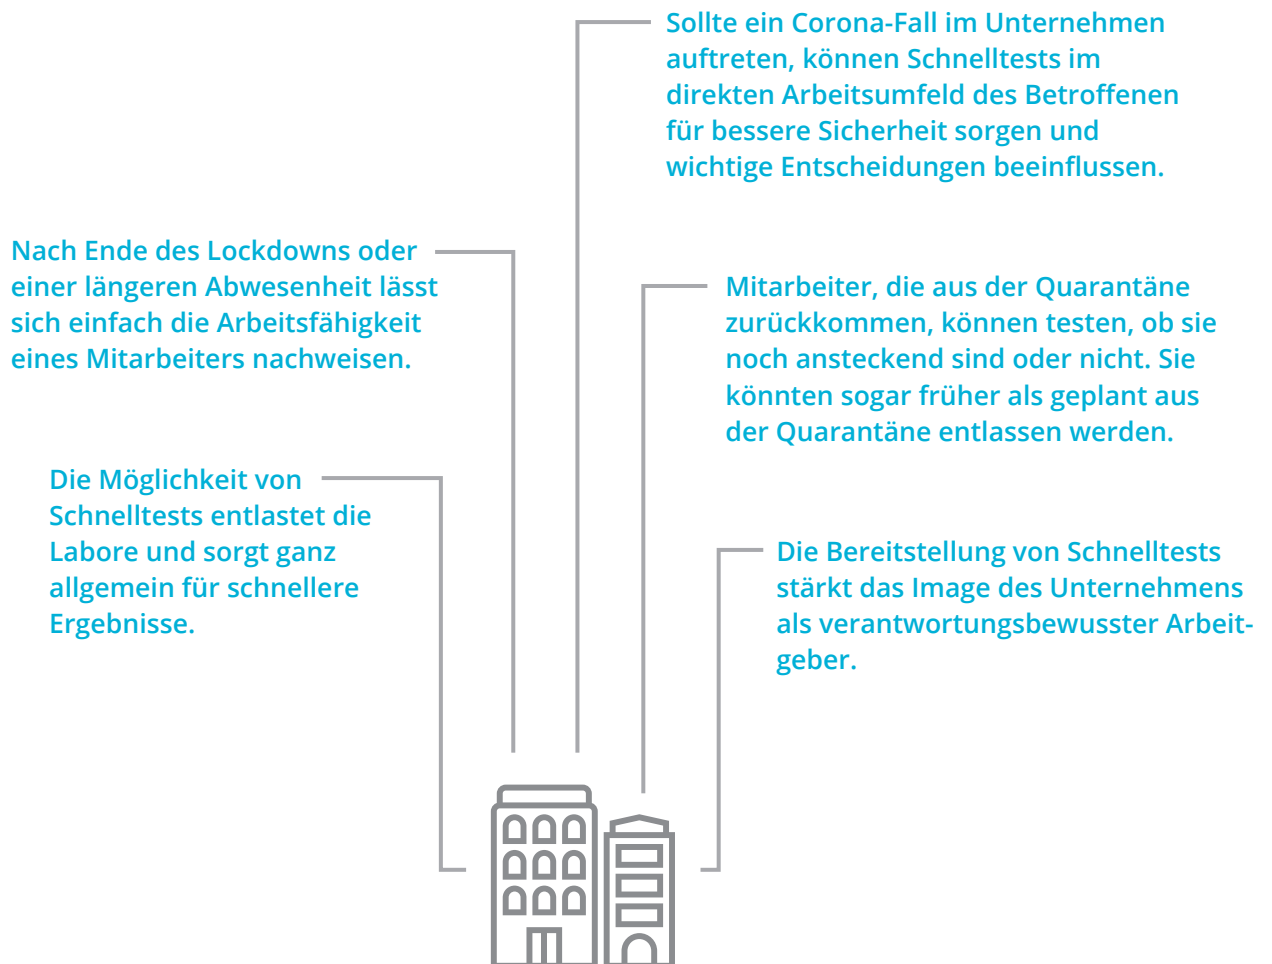 Sollte ein Corona-Fall im Unternehmen
auftreten, können Schnelltests im
direkten Arbeitsumfeld des Betroffenen
für bessere Sicherheit sorgen und
wichtige Entscheidungen beeinflussen.
Nach Ende des Lockdowns oder
einer längeren Abwesenheit lässt
sich einfach die Arbeitsfähigkeit
eines Mitarbeiters nachweisen.
Mitarbeiter, die aus der Quarantäne
zurückkommen, können testen, ob sie
noch ansteckend sind oder nicht. Sie
könnten sogar früher als geplant aus
der Quarantäne entlassen werden.
Die Möglichkeit von
Schnelltests entlastet die
Labore und sorgt ganz
allgemein für schnellere
Ergebnisse.
Die Bereitstellung von Schnelltests
stärkt das Image des Unternehmens
als verantwortungsbewusster Arbeit-
geber.